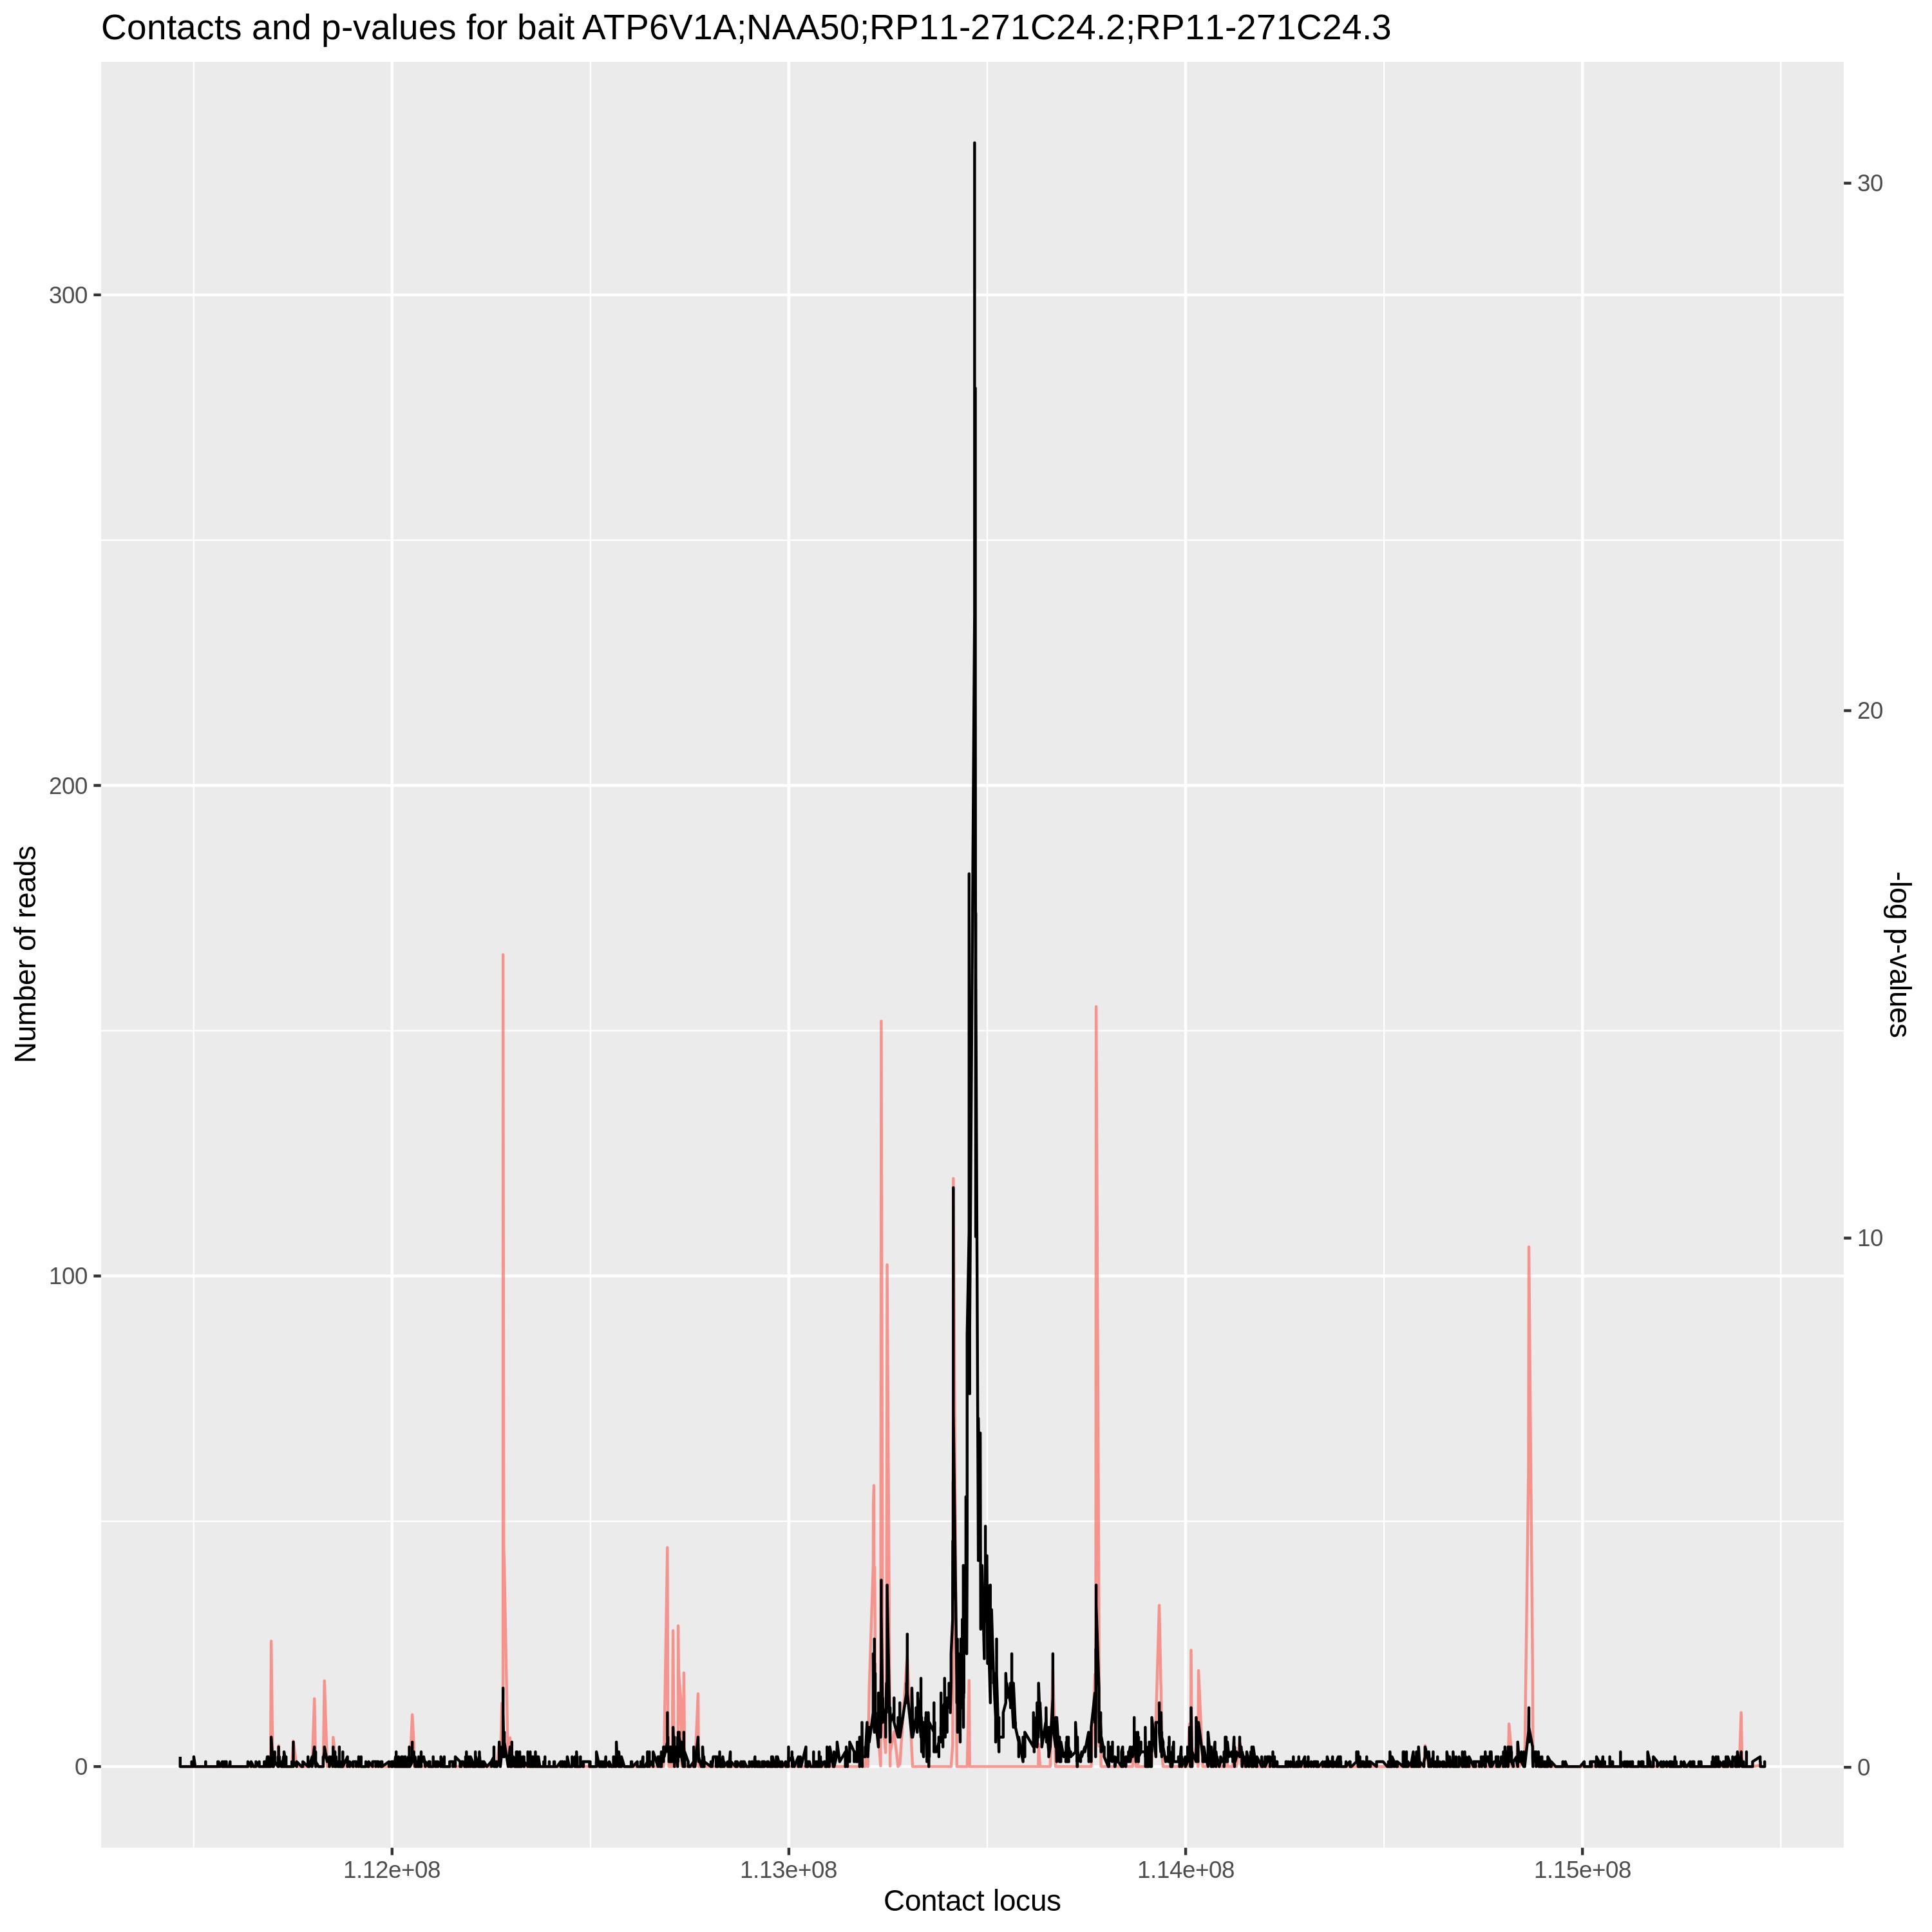 Contacts and p-values for bait ATP6V1A;NAA50;RP11-271C24.2;RP11-271C24.3
Number of reads
300
200
100
0
30
20
10
0
-log p-values
1.12e+08
1.13e+08
1.14e+08
1.15e+08
Contact locus